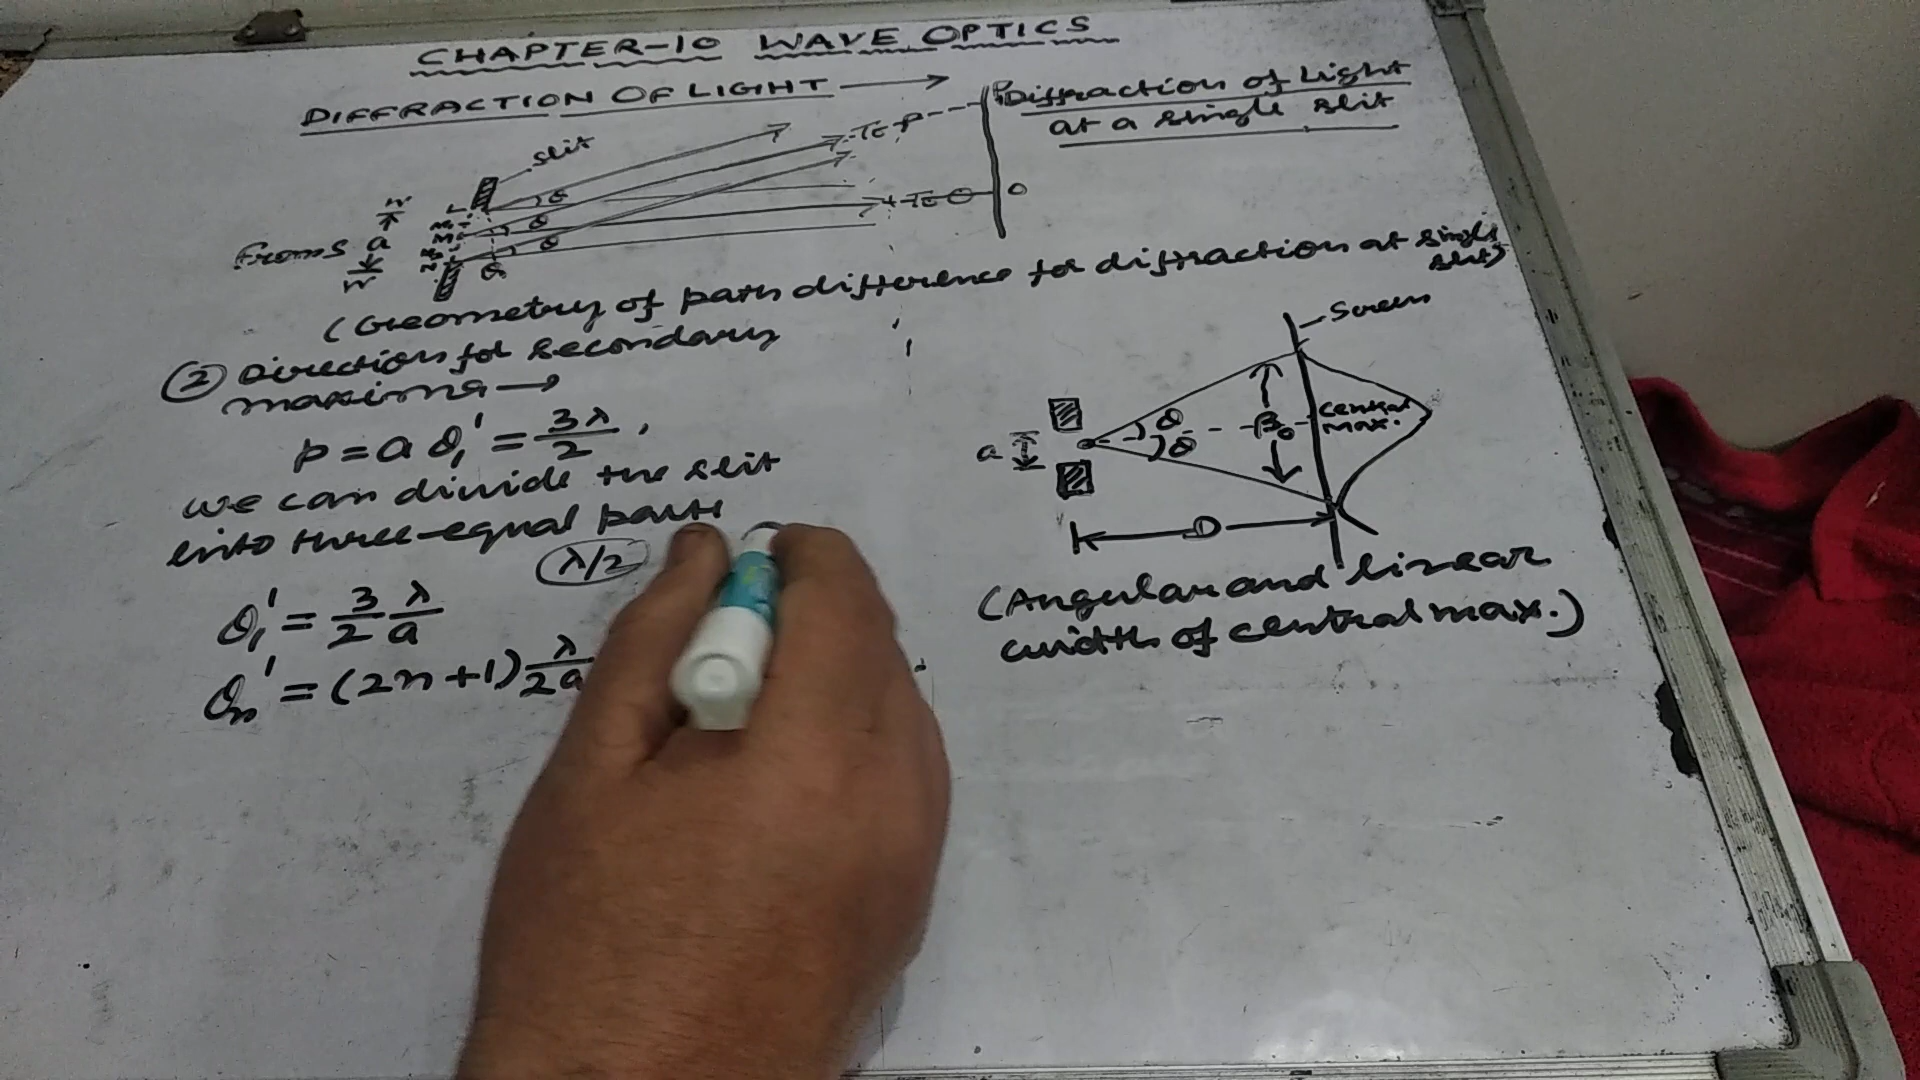 CHAPTER-10 WAVE OPTICS
DIFFRACTION OF LIGHT →
Diffraction of light
at a single slit
slit
To P
P
L
θ
W
From S
a
M
θ
To O
O
N
θ
W
(Geometry of path difference for diffraction at single
slit)
② Directions for secondary
maxima →
p = a θ₁' = 3λ/2,
we can divide the slit
into three-equal parts
λ/2
θ₁' = 3/2 λ/a
θₙ' = (2n+1) λ/2a
Screen
a
θ
θ
β₀
Central
max.
D
(Angular and linear
width of central max.)